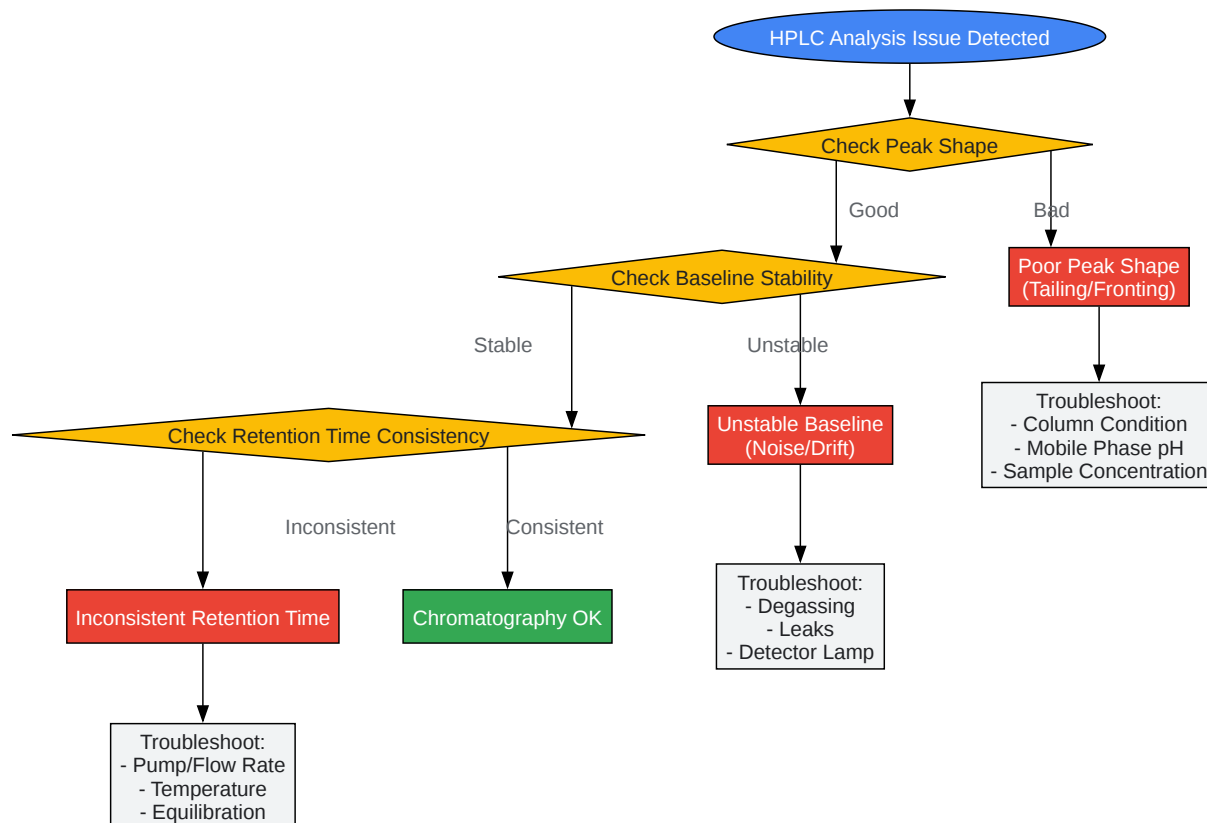 HPLC Analysis Issue Detected
Check Peak Shape
Good
Bad
Check Baseline Stability
Poor Peak Shape
(Tailing/Fronting)
Stable
Unstable
Troubleshoot:
- Column Condition
- Mobile Phase pH
- Sample Concentration
Check Retention Time Consistency
Unstable Baseline
(Noise/Drift)
Inconsistent
Consistent
Troubleshoot:
- Degassing
- Leaks
- Detector Lamp
Inconsistent Retention Time
Chromatography OK
Troubleshoot:
- Pump/Flow Rate
- Temperature
- Equilibration